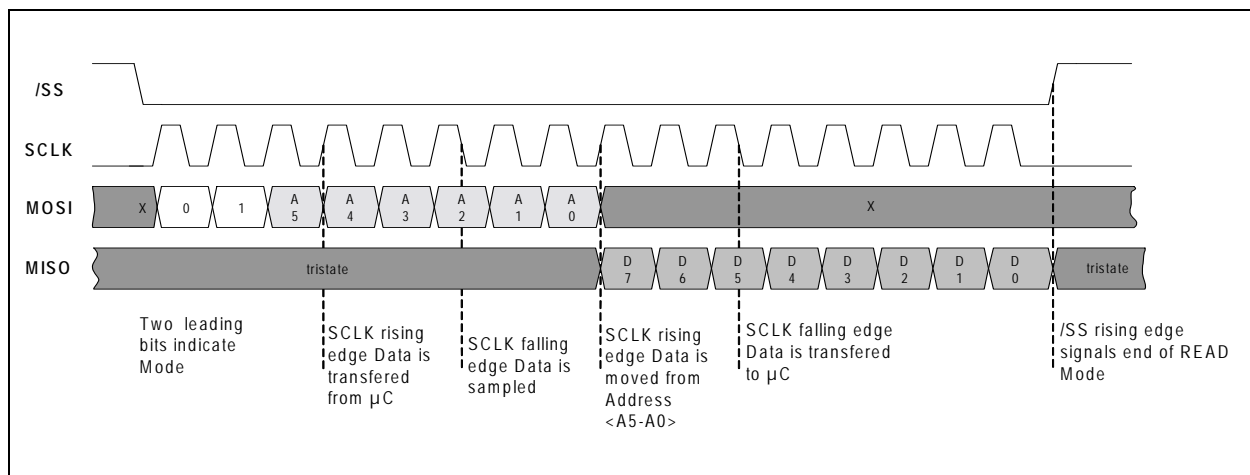 /SS
SCLK
MOSI
X
0
1
A
5
A
4
A
3
A
2
A
1
A
0
X
MISO
tristate
D
7
D
6
D
5
D
4
D
3
D
2
D
1
D
0
tristate
Two leading
bits indicate
Mode
SCLK rising
edge Data is
transfered
from µC
SCLK falling
edge Data is
sampled
SCLK rising
edge Data is
moved from
Address
<A5-A0>
SCLK falling edge
Data is transfered
to µC
/SS rising edge
signals end of READ
Mode